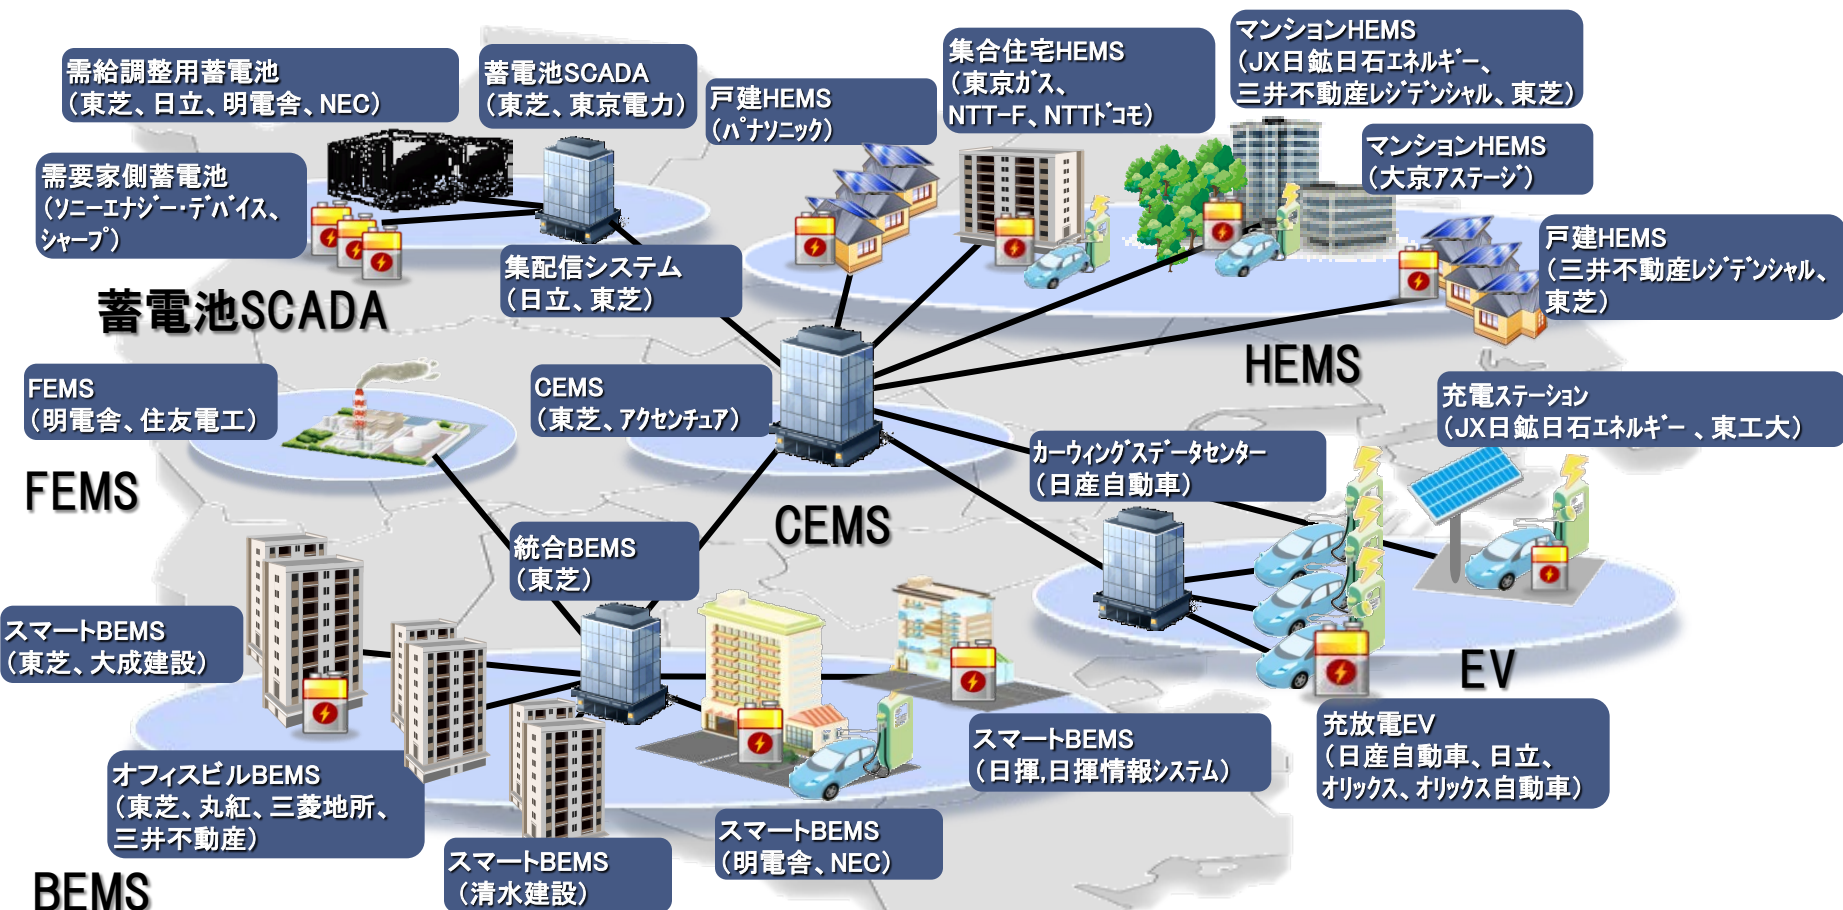 需給調整用蓄電池
（東芝、日立、明電舎、NEC）
蓄電池SCADA
（東芝、東京電力）
戸建HEMS
（ﾊﾟﾅｿﾆｯｸ）
集合住宅HEMS
（東京ｶﾞｽ、
NTT-F、NTTﾄﾞｺﾓ）
マンションHEMS
（JX日鉱日石ｴﾈﾙｷﾞｰ、
三井不動産ﾚｼﾞﾃﾞﾝｼｬﾙ、東芝）
マンションHEMS
（大京ｱｽﾃｰｼﾞ）
需要家側蓄電池
（ｿﾆｰｴﾅｼﾞｰ･ﾃﾞﾊﾞｲｽ、
ｼｬｰﾌﾟ）
集配信システム
（日立、東芝）
戸建HEMS
（三井不動産ﾚｼﾞﾃﾞﾝｼｬﾙ、
東芝）
蓄電池SCADA
HEMS
FEMS
（明電舎、住友電工）
CEMS
（東芝、ｱｸｾﾝﾁｭｱ）
充電ｽﾃｰｼｮﾝ
（JX日鉱日石ｴﾈﾙｷﾞｰ 、東工大）
ｶｰｳｨﾝｸﾞｽﾃﾞｰﾀｾﾝﾀｰ
（日産自動車）
FEMS
CEMS
統合BEMS
（東芝）
スマートBEMS
（東芝、大成建設）
EV
オフィスビルBEMS
（東芝、丸紅、三菱地所、
三井不動産）
スマートBEMS
（日揮,日揮情報ｼｽﾃﾑ）
充放電EV
（日産自動車、日立、
ｵﾘｯｸｽ、ｵﾘｯｸｽ自動車）
スマートBEMS
（清水建設）
スマートBEMS
（明電舎、NEC）
BEMS